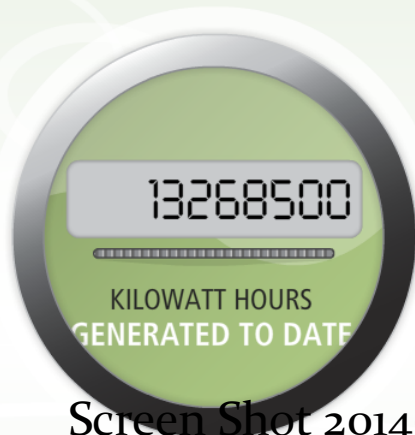 13268500
KILOWATT HOURS
GENERATED TO DATE
Screen Shot 2014